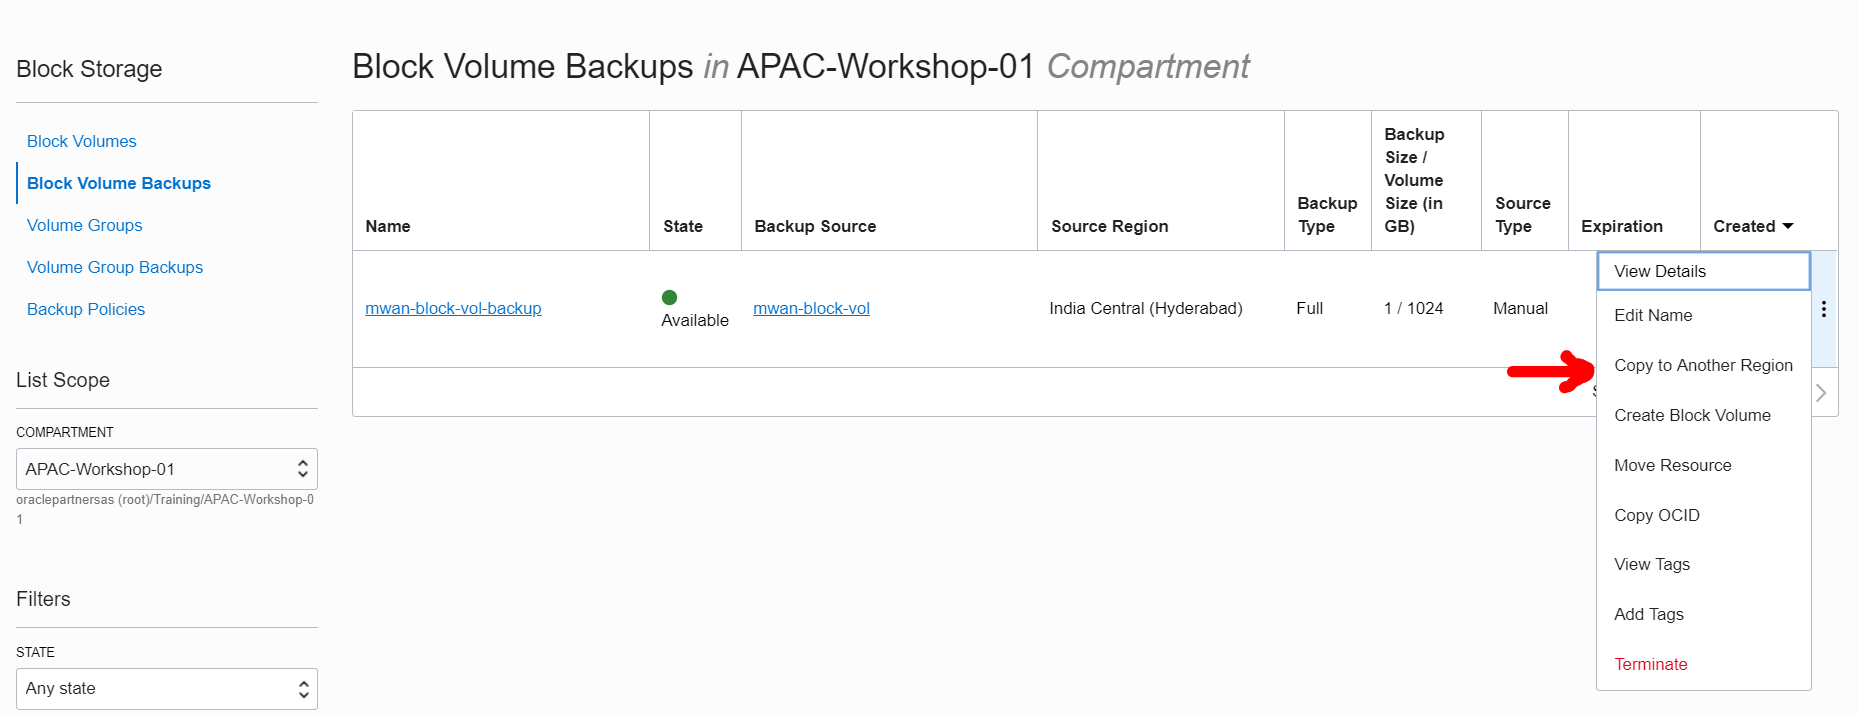 Block Storage
Block Volumes
Block Volume Backups
Volume Groups
Volume Group Backups
Backup Policies
List Scope
COMPARTMENT
APAC-Workshop-01
oraclepartnersas (root)/Training/APAC-Workshop-0
1
Filters
STATE
Any state
Block Volume Backups in APAC-Workshop-01 Compartment
Name
State
Backup Source
Source Region
Backup
Type
Backup
Size /
Volume
Size (in
GB)
Source
Type
Expiration
Created
mwan-block-vol-backup
Available
mwan-block-vol
India Central (Hyderabad)
Full
1 / 1024
Manual
View Details
Edit Name
Copy to Another Region
Create Block Volume
Move Resource
Copy OCID
View Tags
Add Tags
Terminate